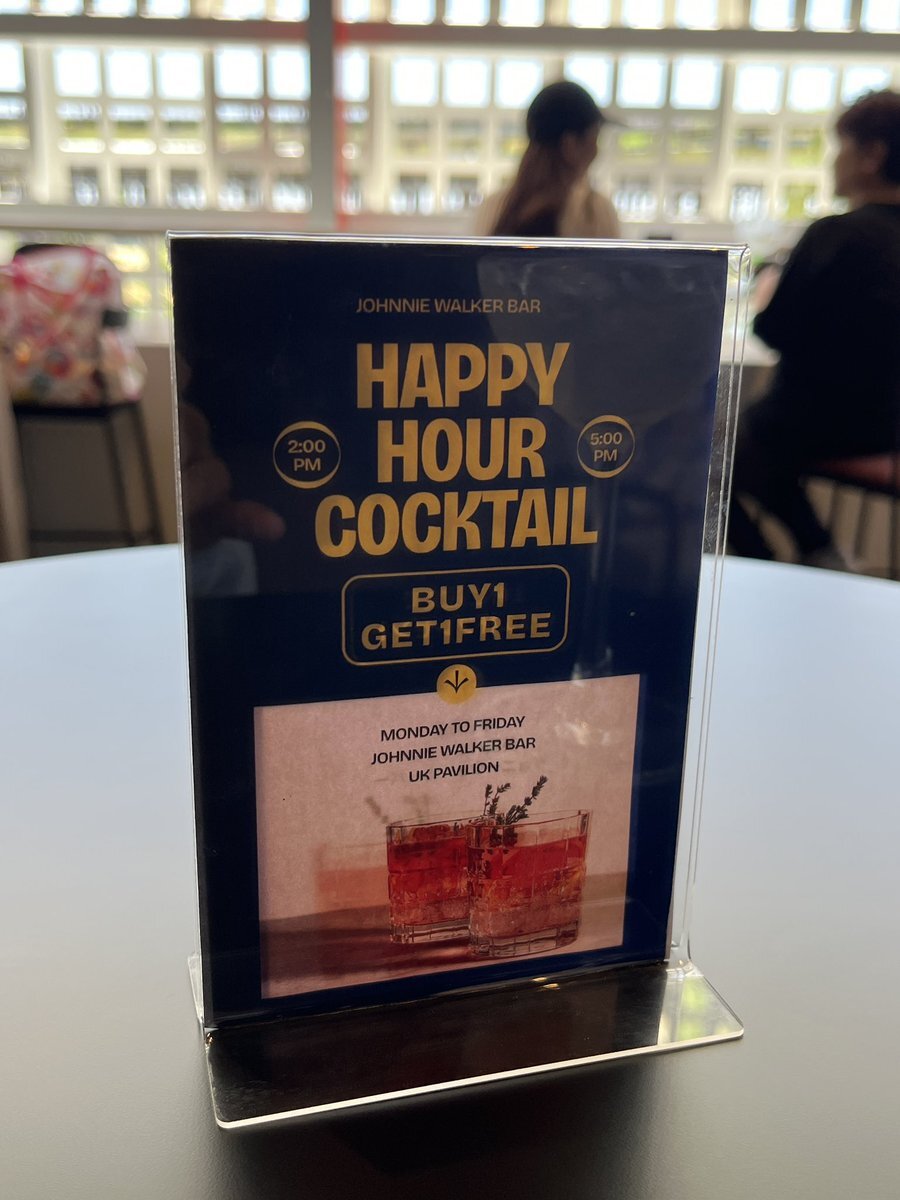 JOHNNIE WALKER BAR
HAPPY
HOUR
COCKTAIL
2:00
PM
5:00
PM
BUY1
GET1FREE
MONDAY TO FRIDAY
JOHNNIE WALKER BAR
UK PAVILION